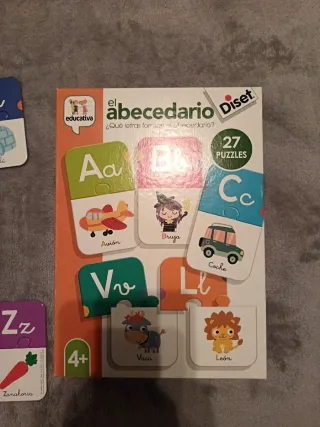 el
abecedario
¿Qué letras forman el abecedario?
educativa
Diset
27
PUZZLES
Aa
Avión
Bb
Bruja
Cc
Coche
Vv
Vaca
Ll
León
4+
Zz
Zanahoria